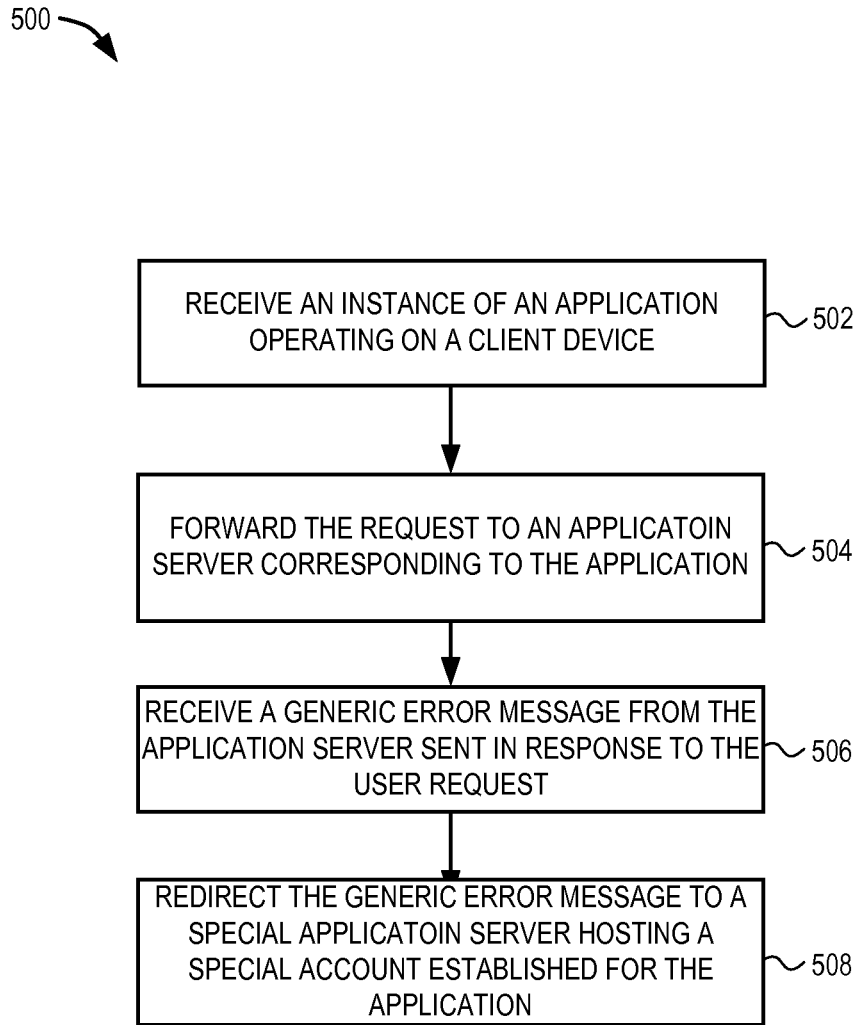 500
RECEIVE AN INSTANCE OF AN APPLICATION
OPERATING ON A CLIENT DEVICE
502
FORWARD THE REQUEST TO AN APPLICATOIN
SERVER CORRESPONDING TO THE APPLICATION
504
RECEIVE A GENERIC ERROR MESSAGE FROM THE
APPLICATION SERVER SENT IN RESPONSE TO THE
USER REQUEST
506
REDIRECT THE GENERIC ERROR MESSAGE TO A
SPECIAL APPLICATOIN SERVER HOSTING A
SPECIAL ACCOUNT ESTABLISHED FOR THE
APPLICATION
508